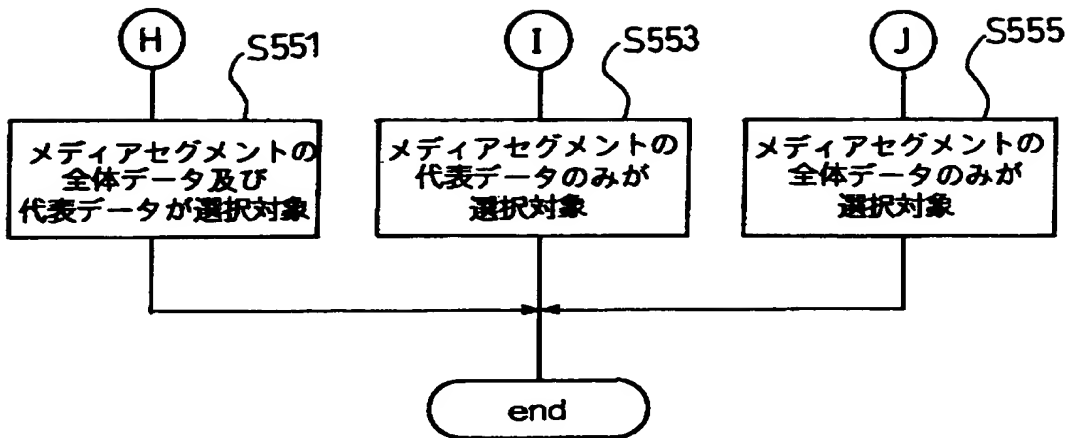 H
S551
I
S553
J
S555
メディアセグメントの
全体データ及び
代表データが選択対象
メディアセグメントの
代表データのみが
選択対象
メディアセグメントの
全体データのみが
選択対象
end